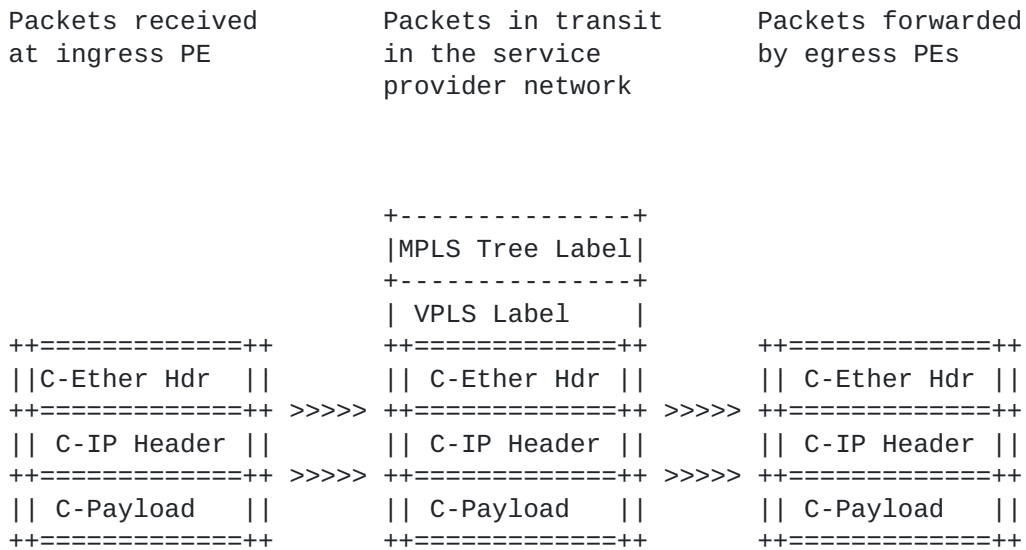 Packets received        Packets in transit      Packets forwarded
at ingress PE           in the service          by egress PEs
                        provider network

                        +---------------+
                        |MPLS Tree Label|
                        +---------------+
                        | VPLS Label    |
++=============++       ++=============++       ++=============++
||C-Ether Hdr  ||       || C-Ether Hdr ||       || C-Ether Hdr ||
++=============++ >>>>> ++=============++ >>>>> ++=============++
|| C-IP Header ||       || C-IP Header ||       || C-IP Header ||
++=============++ >>>>> ++=============++ >>>>> ++=============++
|| C-Payload   ||       || C-Payload   ||       || C-Payload   ||
++=============++       ++=============++       ++=============++